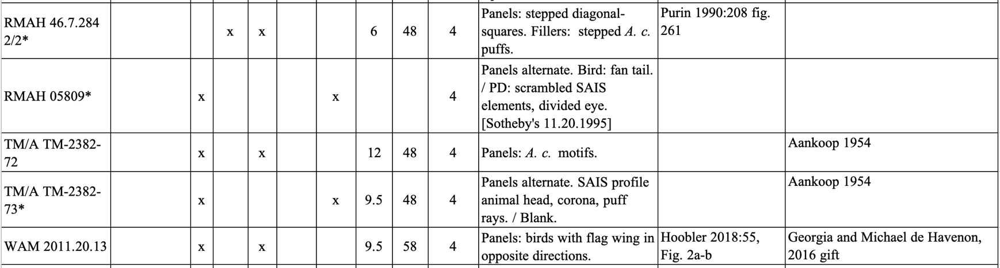 RMAH 46.7.284 2/2* x x 6 48 4 Panels: stepped diagonal-squares. Fillers: stepped A. c. puffs. Purin 1990:208 fig. 261
RMAH 05809* x x 4 Panels alternate. Bird: fan tail. / PD: scrambled SAIS elements, divided eye. [Sotheby's 11.20.1995]
TM/A TM-2382-72 x x 12 48 4 Panels: A. c. motifs. Aankoop 1954
TM/A TM-2382-73* x x 9.5 48 4 Panels alternate. SAIS profile animal head, corona, puff rays. / Blank. Aankoop 1954
WAM 2011.20.13 x x 9.5 58 4 Panels: birds with flag wing in opposite directions. Hoobler 2018:55, Fig. 2a-b Georgia and Michael de Havenon, 2016 gift